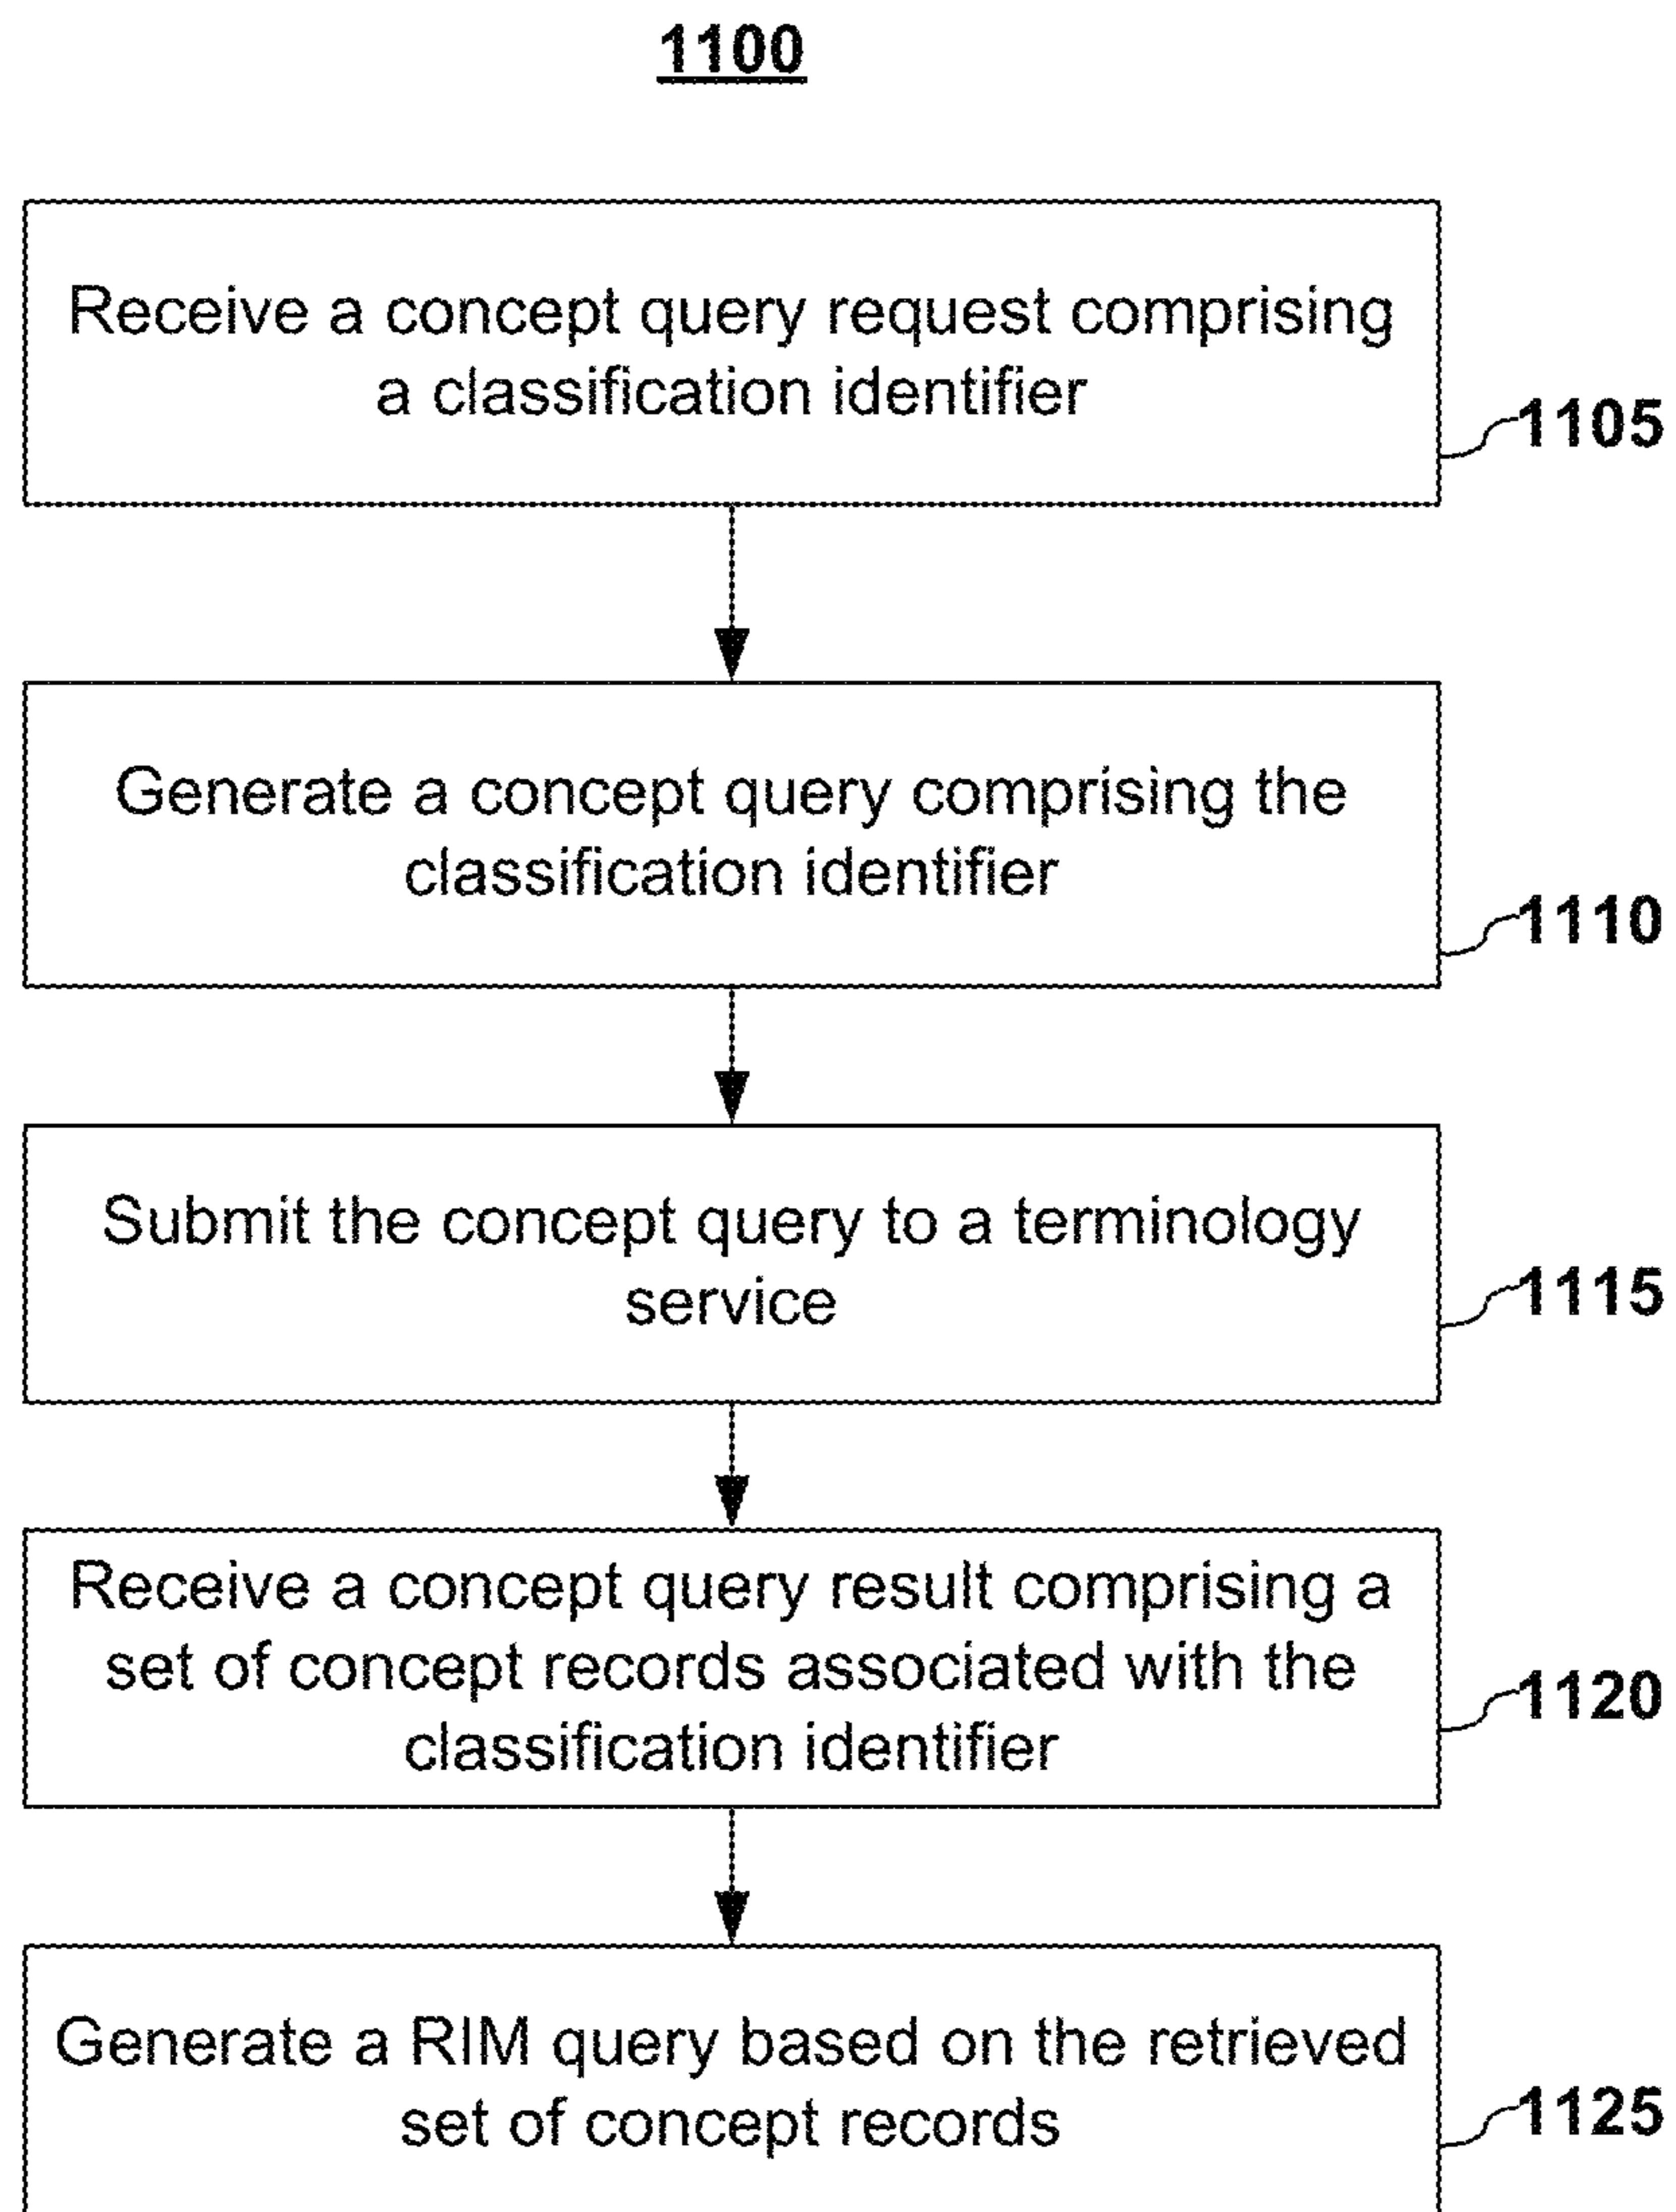 1100
Receive a concept query request comprising
a classification identifier
1105
Generate a concept query comprising the
classification identifier
1110
Submit the concept query to a terminology
service
1115
Receive a concept query result comprising a
set of concept records associated with the
classification identifier
1120
Generate a RIM query based on the retrieved
set of concept records
1125